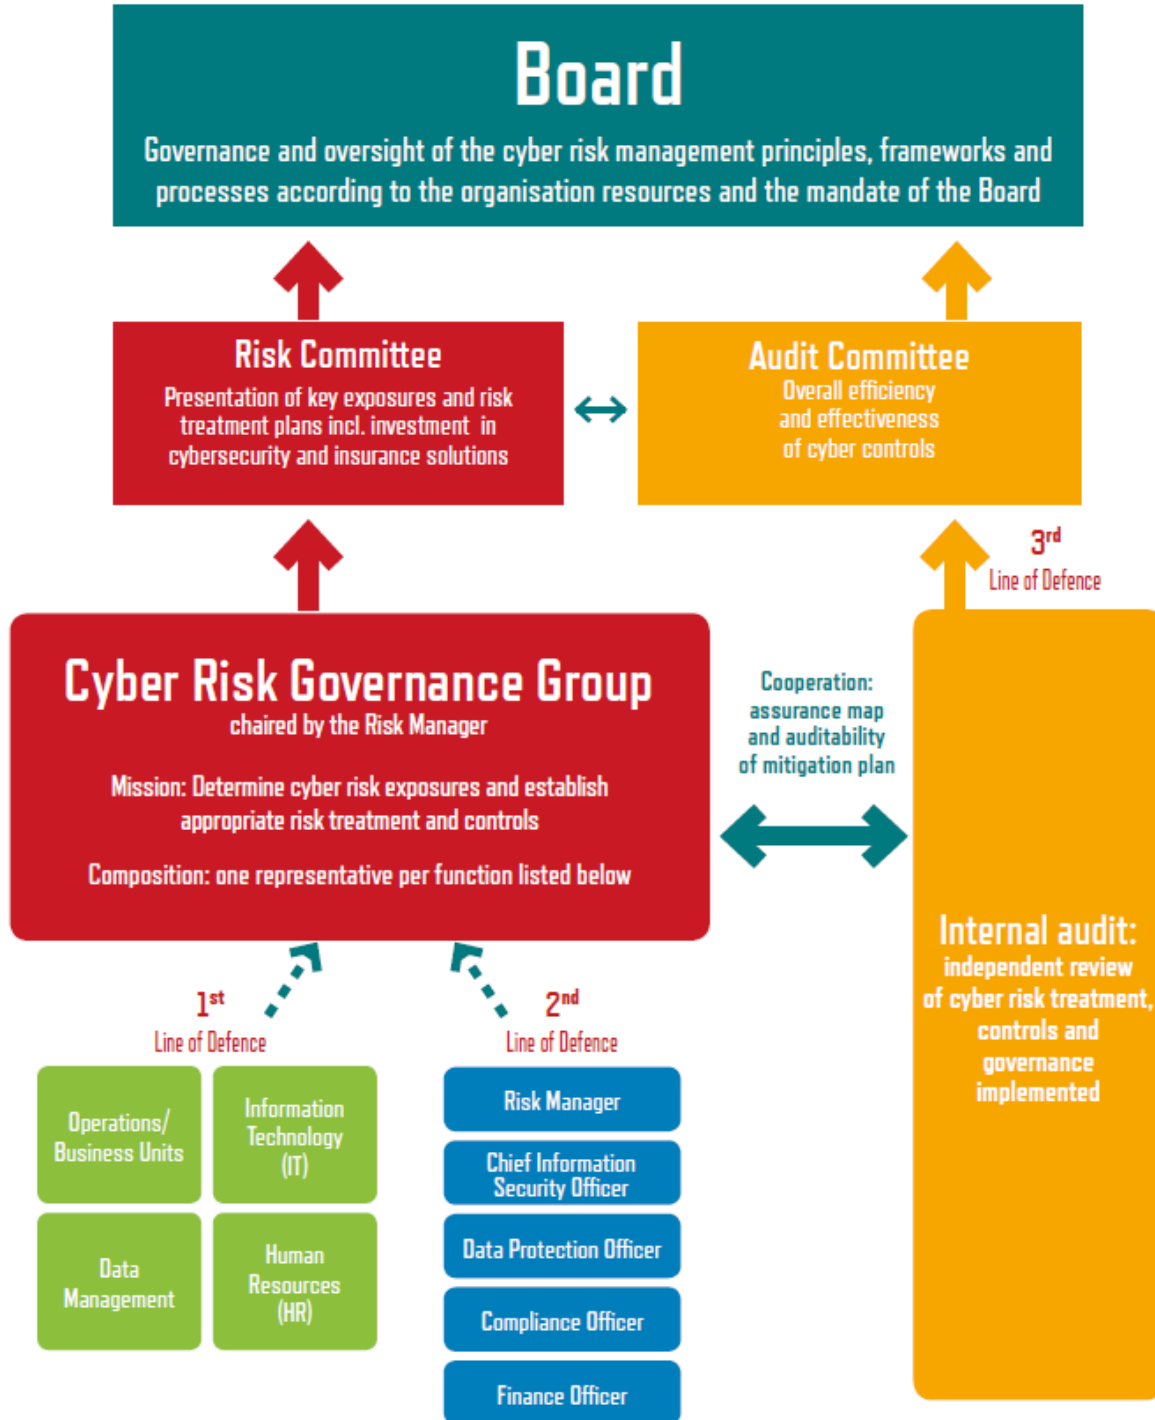 Board
Governance and oversight of the cyber risk management principles, frameworks and
processes according to the organisation resources and the mandate of the Board
Risk Committee
Presentation of key exposures and risk
treatment plans incl. investment in
cybersecurity and insurance solutions
Audit Committee
Overall efficiency
and effectiveness
of cyber controls
3rd
Line of Defence
Cyber Risk Governance Group
chaired by the Risk Manager
Mission: Determine cyber risk exposures and establish
appropriate risk treatment and controls
Composition: one representative per function listed below
Cooperation:
assurance map
and auditability
of mitigation plan
Internal audit:
independent review
of cyber risk treatment,
controls and
governance
implemented
1st
Line of Defence
Operations/
Business Units
Information
Technology
(IT)
Data
Management
Human
Resources
(HR)
2nd
Line of Defence
Risk Manager
Chief Information
Security Officer
Data Protection Officer
Compliance Officer
Finance Officer